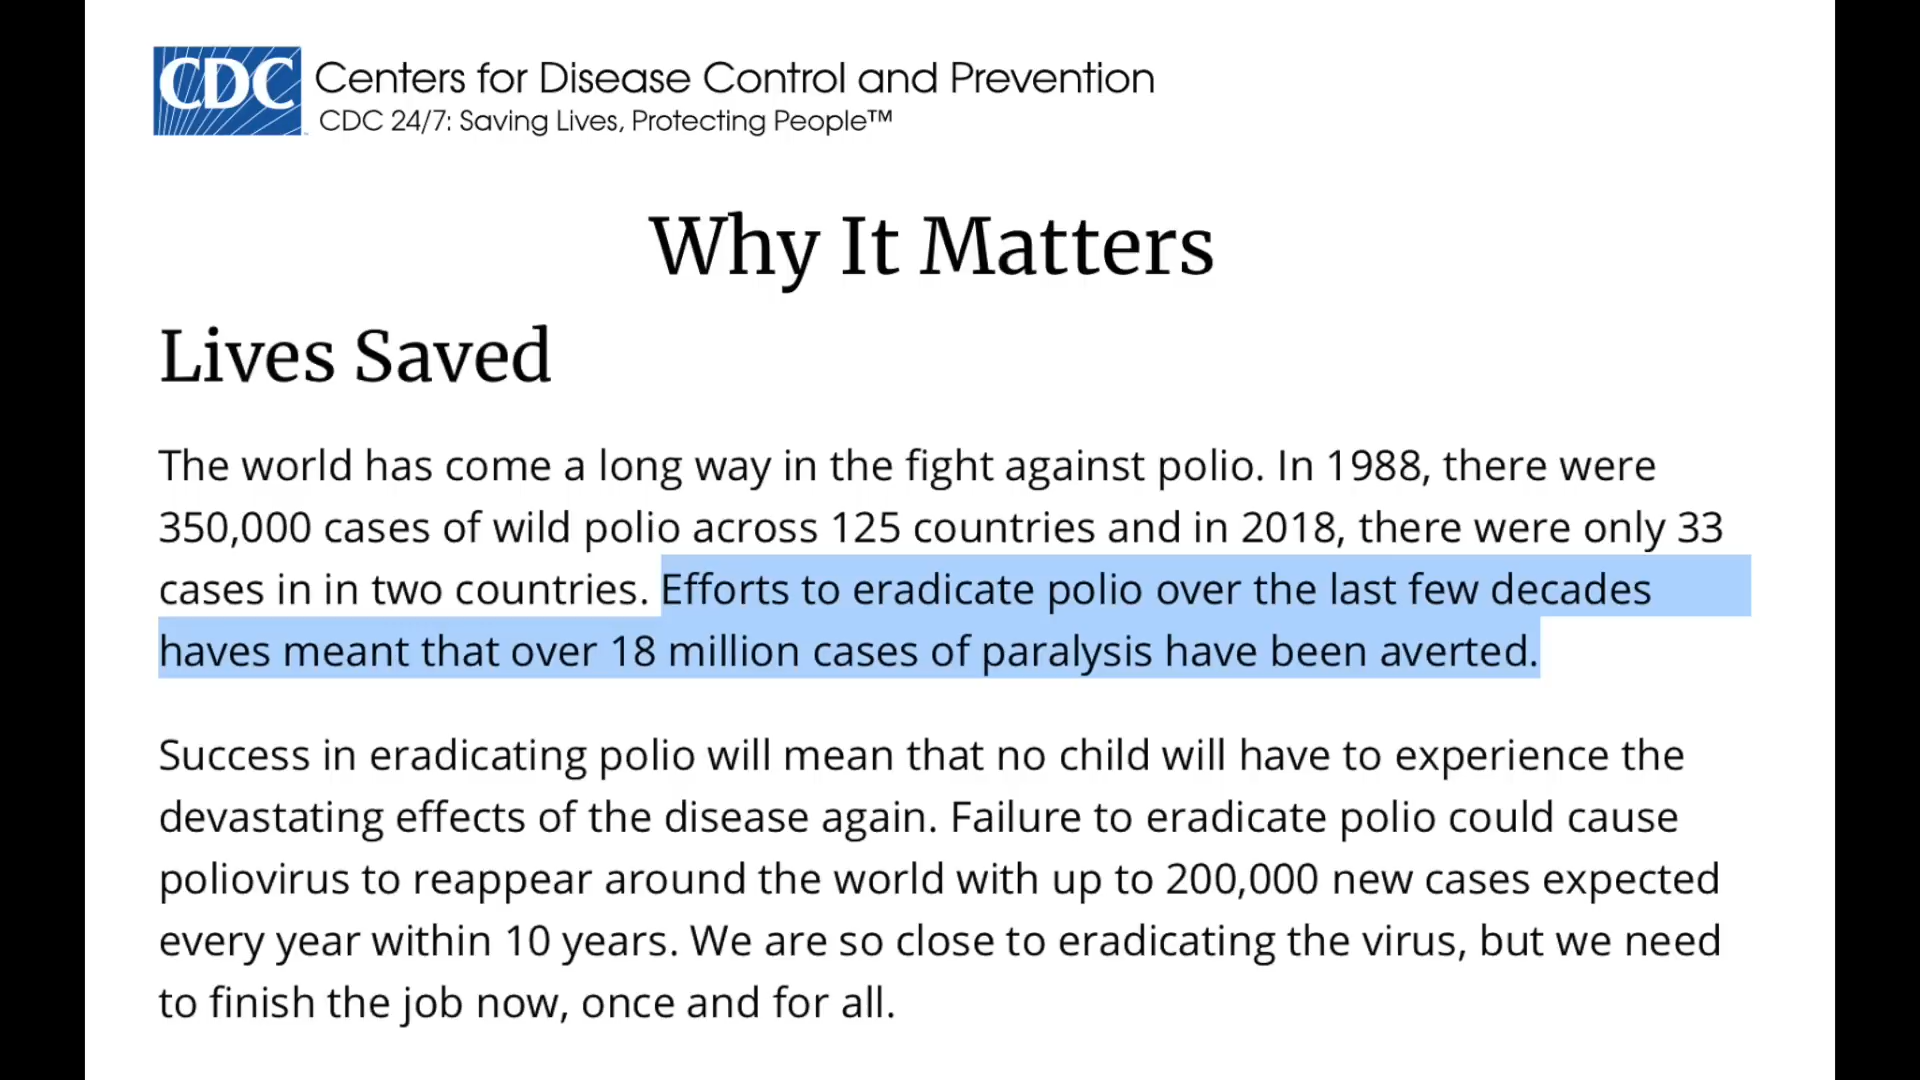 CDC Centers for Disease Control and Prevention
CDC 24/7: Saving Lives, Protecting People™
Why It Matters
Lives Saved
The world has come a long way in the fight against polio. In 1988, there were
350,000 cases of wild polio across 125 countries and in 2018, there were only 33
cases in in two countries. Efforts to eradicate polio over the last few decades
haves meant that over 18 million cases of paralysis have been averted.
Success in eradicating polio will mean that no child will have to experience the
devastating effects of the disease again. Failure to eradicate polio could cause
poliovirus to reappear around the world with up to 200,000 new cases expected
every year within 10 years. We are so close to eradicating the virus, but we need
to finish the job now, once and for all.